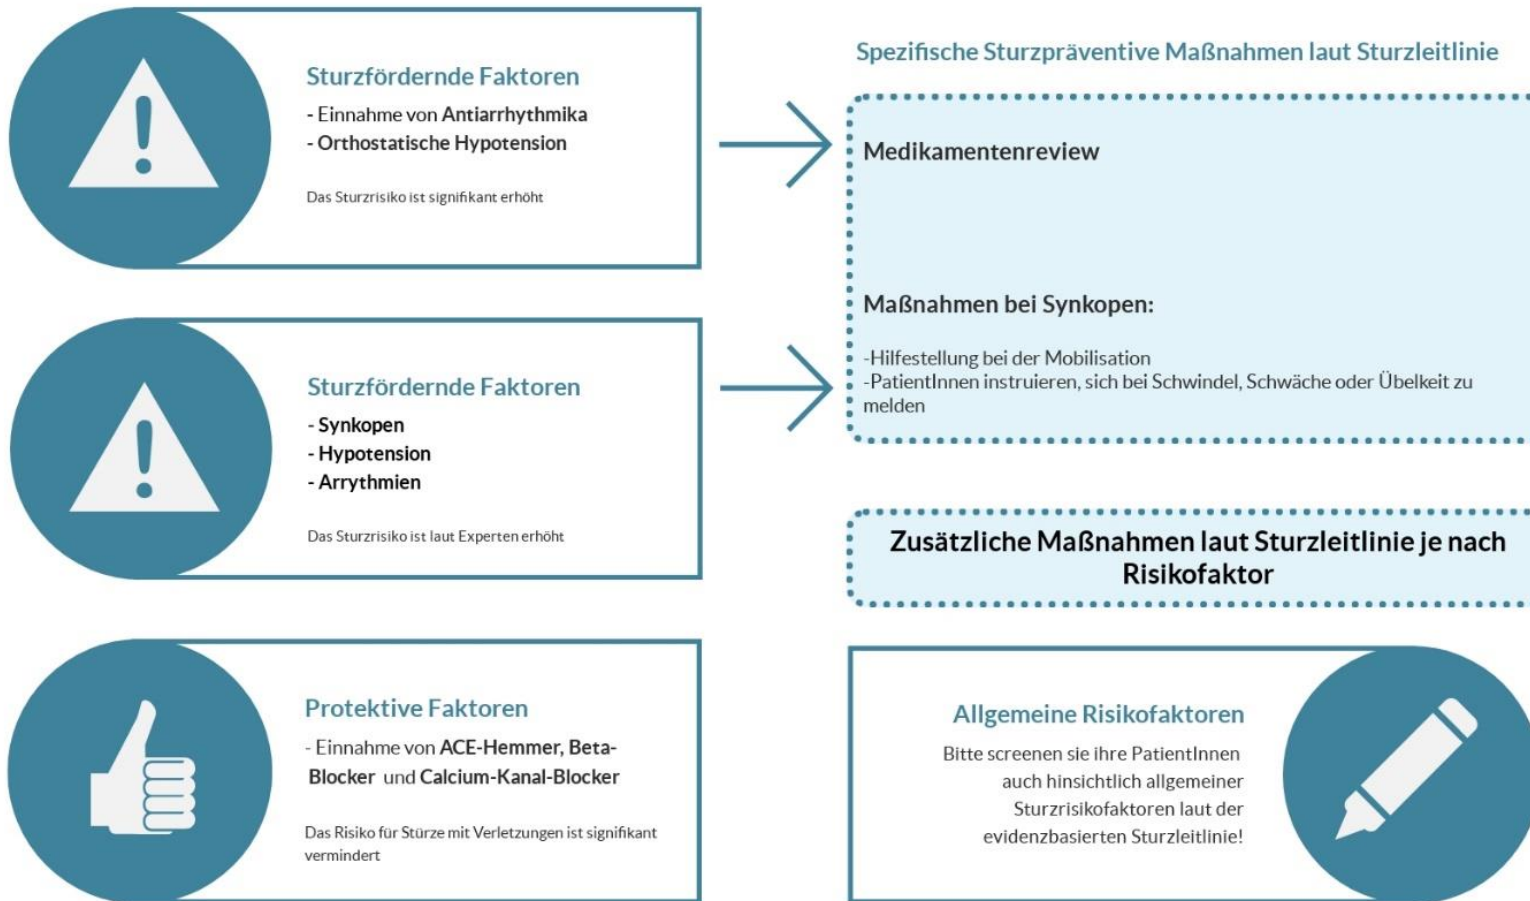 Sturzfördernde Faktoren
- Einnahme von Antiarrhythmika
- Orthostatische Hypotension
Das Sturzrisiko ist signifikant erhöht
Sturzfördernde Faktoren
- Synkopen
- Hypotension
- Arrythmien
Das Sturzrisiko ist laut Experten erhöht
Protektive Faktoren
- Einnahme von ACE-Hemmer, Beta-
Blocker und Calcium-Kanal-Blocker
Das Risiko für Stürze mit Verletzungen ist signifikant
vermindert
Spezifische Sturzpräventive Maßnahmen laut Sturzleitlinie
Medikamentenreview
Maßnahmen bei Synkopen:
-Hilfestellung bei der Mobilisation
-PatientInnen instruieren, sich bei Schwindel, Schwäche oder Übelkeit zu
melden
Zusätzliche Maßnahmen laut Sturzleitlinie je nach
Risikofaktor
Allgemeine Risikofaktoren
Bitte screenen sie ihre PatientInnen
auch hinsichtlich allgemeiner
Sturzrisikofaktoren laut der
evidenzbasierten Sturzleitlinie!